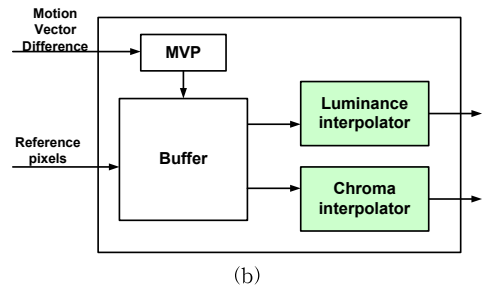 Motion
Vector
Difference
MVP
Reference
pixels
Buffer
Luminance
interpolator
Chroma
interpolator
(b)